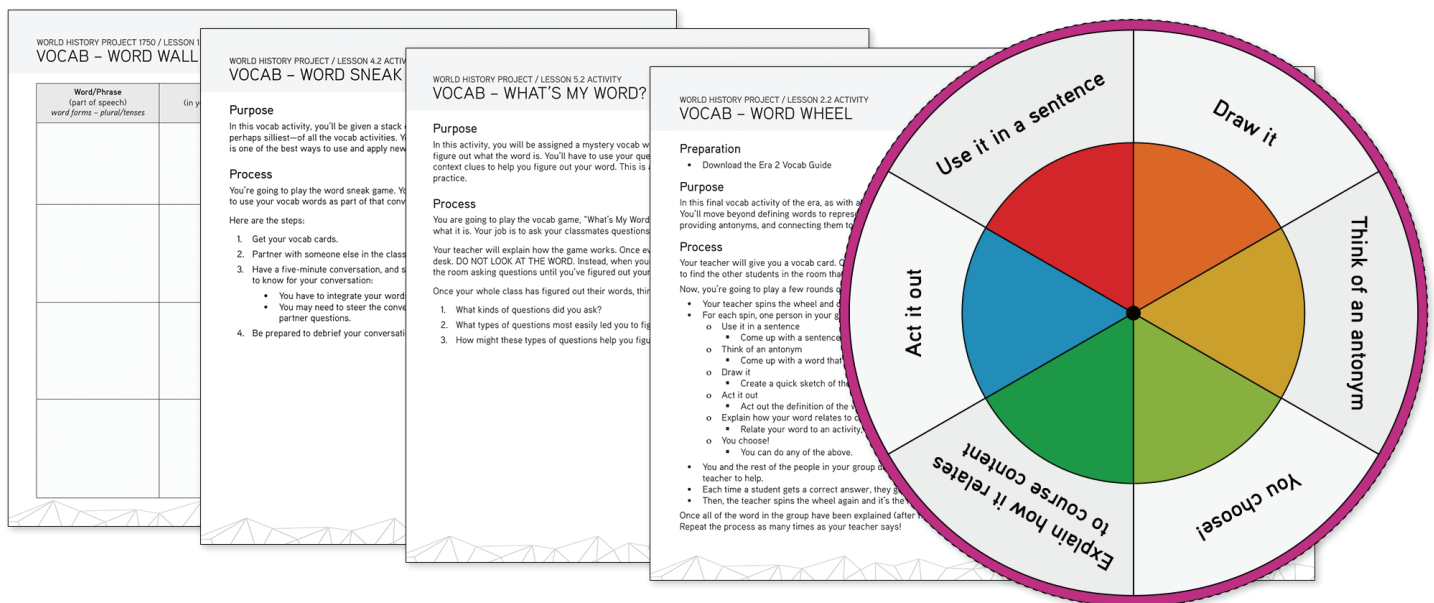 WORLD HISTORY PROJECT 1750 / LESSON
VOCAB – WORD WALL
Word/Phrase
(part of speech)
word forms – plural/tenses
(in
WORLD HISTORY PROJECT / LESSON 4.2
VOCAB – WORD SNEAK
Purpose
In this vocab activity, you'll be given a stack
perhaps silliest—of all the vocab activities.
is one of the best ways to use and apply new
Process
You're going to play the word sneak game.
to use your vocab words as part of that
Here are the steps:
1. Get your vocab cards.
2. Partner with someone else in the class
3. Have a five-minute conversation, and
to know for your conversation:
• You have to integrate your word
• You may need to steer the
partner questions.
4. Be prepared to debrief your
WORLD HISTORY PROJECT / LESSON 5.2 ACTIVITY
VOCAB – WHAT'S MY WORD?
Purpose
In this activity, you will be assigned a mystery vocab
figure out what the word is. You'll have to use your
context clues to help you figure out your word. This is
practice.
Process
You are going to play the vocab game, "What's My Word
what it is. Your job is to ask your classmates questions
Your teacher will explain how the game works. Once
desk. DO NOT LOOK AT THE WORD. Instead, when
the room asking questions until you've figured out
Once your whole class has figured out their words,
1. What kinds of questions did you ask?
2. What types of questions most easily led you to
3. How might these types of questions help you
WORLD HISTORY PROJECT / LESSON 2.2 ACTIVITY
VOCAB – WORD WHEEL
Preparation
• Download the Era 2 Vocab Guide
Purpose
In this final vocab activity of the era, as with
You'll move beyond defining words to
providing antonyms, and connecting them
Process
Your teacher will give you a vocab card.
to find the other students in the room
Now, you're going to play a few rounds
• Your teacher spins the wheel and
• For each spin, one person in your
o Use it in a sentence
▪ Come up with a sentence
o Think of an antonym
▪ Come up with a word
o Draw it
▪ Create a quick sketch of
o Act it out
▪ Act out the definition of the
o Explain how your word relates to
▪ Relate your word to an activity,
o You choose!
▪ You can do any of the above.
• You and the rest of the people in your group
teacher to help.
• Each time a student gets a correct answer, they
• Then, the teacher spins the wheel again and it's the
Once all of the word in the group have been explained (after
Repeat the process as many times as your teacher says!
Use it in a sentence
Draw it
Think of an antonym
You choose!
Explain how it relates
to course content
Act it out